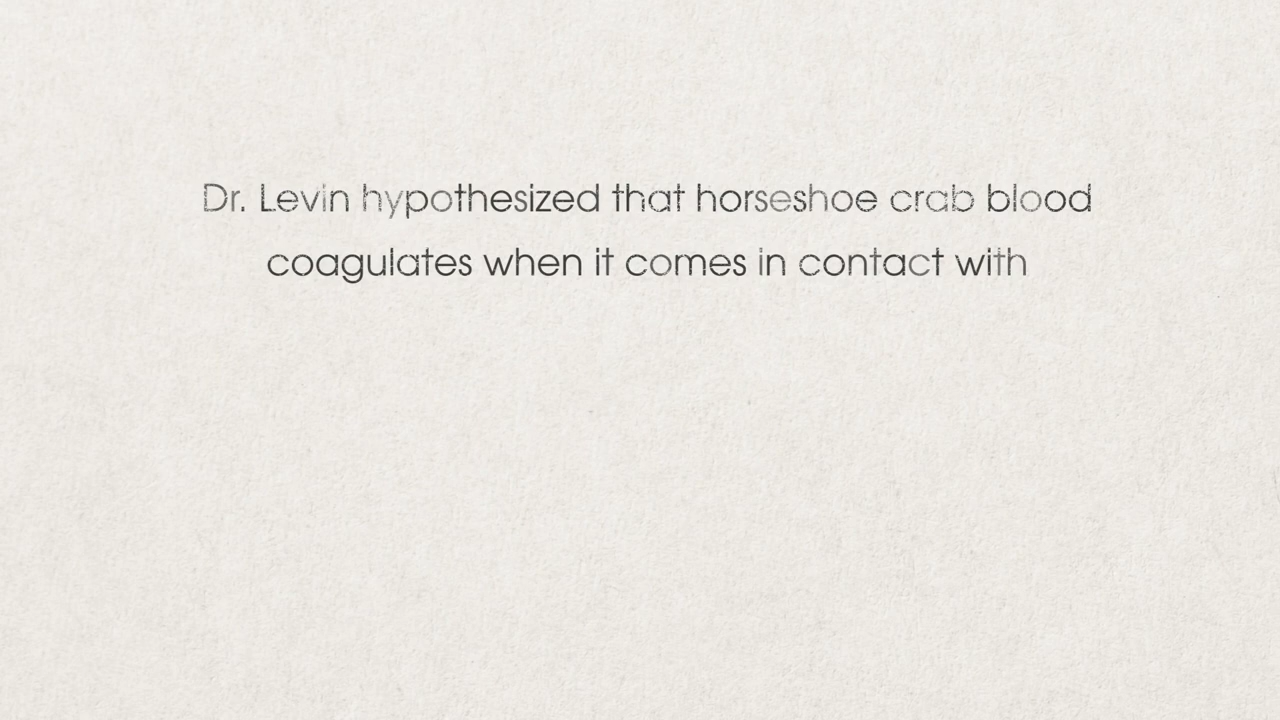 Dr. Levin hypothesized that horseshoe crab blood
coagulates when it comes in contact with